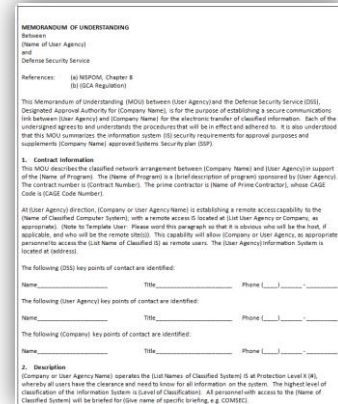 MEMORANDUM OF UNDERSTANDING
Between
(Name of User Agency)
and
Defense Security Service
References: (a) NISPOM, Chapter 8
(b) (GCA Regulation)
This Memorandum of Understanding (MOU) between (User Agency) and the Defense Security Service (DSS),
Designated Approval Authority for (Company Name), is for the purpose of establishing a secure communications
link between (User Agency) and (Company Name) for the electronic transfer of classified information. Each of the
undersigned agrees to and understands the procedures that will be in effect and adhered to. It is also understood
that this MOU summarizes the information system (IS) security requirements for approval purposes and
supplements (Company Name) approved Systems Security plan (SSP).
1. Contract Information
This MOU describes the classified network arrangement between (Company Name) and (User Agency) in support
of the (Name of Program). The (Name of Program) is a (brief description of program) sponsored by (User Agency).
The contract number is (Contract Number). The prime contractor is (Name of Prime Contractor), whose CAGE
Code is (CAGE Code Number).
At (User Agency) direction, (Company or User Agency Name) is establishing a remote access capability to the
(Name of Classified Computer System); with a remote access IS located at (List User Agency or Company, as
appropriate). (Note to Template User: Please word this paragraph so that it is obvious who will be the host, if
applicable, and who will be the remote site(s)). This capability will allow (Company or User Agency, as appropriate)
personnel to access the (List Name of Classified IS) as remote users. The (User Agency) Information System is
located at (address).
The following (DSS) key points of contact are identified:
Name____________________ Title____________________ Phone (____)______-________
The following (User Agency) key points of contact are identified:
Name____________________ Title____________________ Phone (____)______-________
The following (Company) key points of contact are identified:
Name____________________ Title____________________ Phone (____)______-________
2. Description
(Company or User Agency Name) operates the (List Names of Classified System) IS at Protection Level X (#),
whereby all users have the clearance and need to know for all information on the system. The highest level of
classification of the Information System is (Level of Classification). All personnel with access to the (Name of
Classified System) will be briefed for (Give name of specific briefing, e.g. COMSEC).